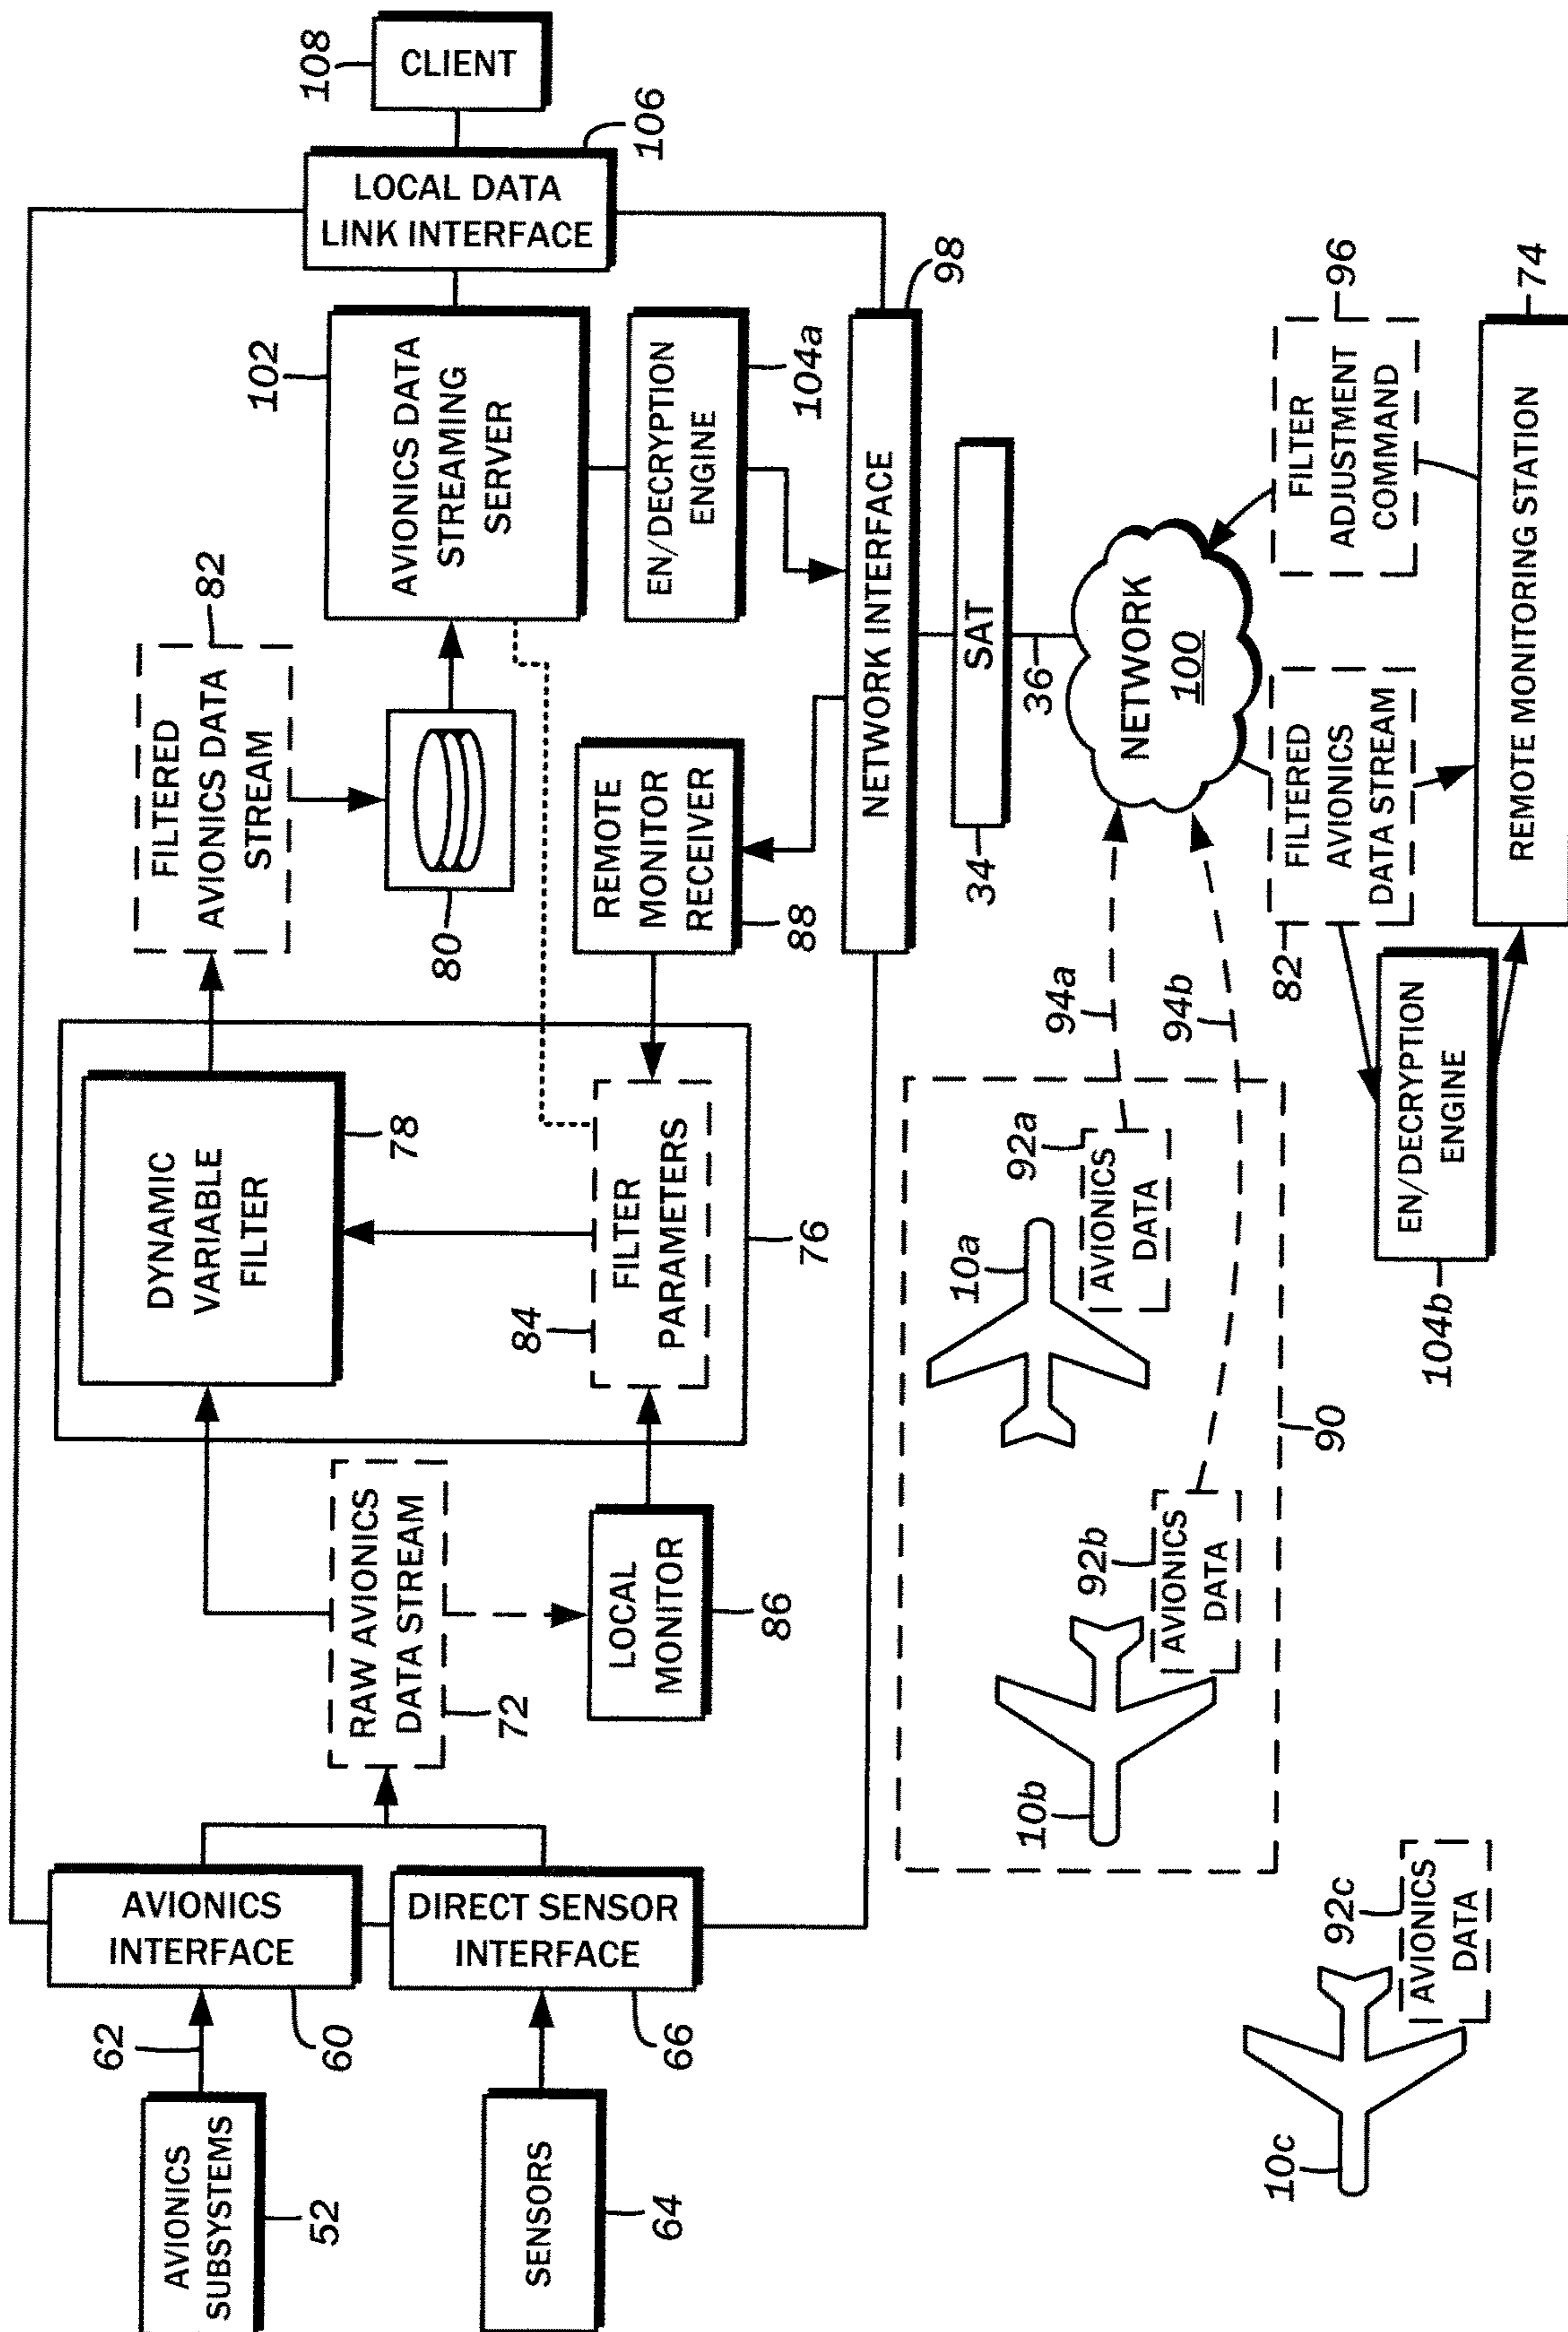 AVIONICS
SUBSYSTEMS
52
62
AVIONICS
INTERFACE
60
SENSORS
64
DIRECT SENSOR
INTERFACE
66
RAW AVIONICS
DATA STREAM
72
LOCAL
MONITOR
86
DYNAMIC
VARIABLE
FILTER
78
84
FILTER
PARAMETERS
76
FILTERED
AVIONICS DATA
STREAM
82
80
REMOTE
MONITOR
RECEIVER
88
102
AVIONICS DATA
STREAMING
SERVER
EN/DECRYPTION
ENGINE
104a
LOCAL DATA
LINK INTERFACE
106
108
CLIENT
NETWORK INTERFACE
98
SAT
34
36
NETWORK
100
10a
92a
AVIONICS
DATA
94a
10b
92b
AVIONICS
DATA
94b
90
10c
92c
AVIONICS
DATA
82
FILTERED
AVIONICS
DATA STREAM
FILTER
ADJUSTMENT
COMMAND
96
EN/DECRYPTION
ENGINE
104b
REMOTE MONITORING STATION
74